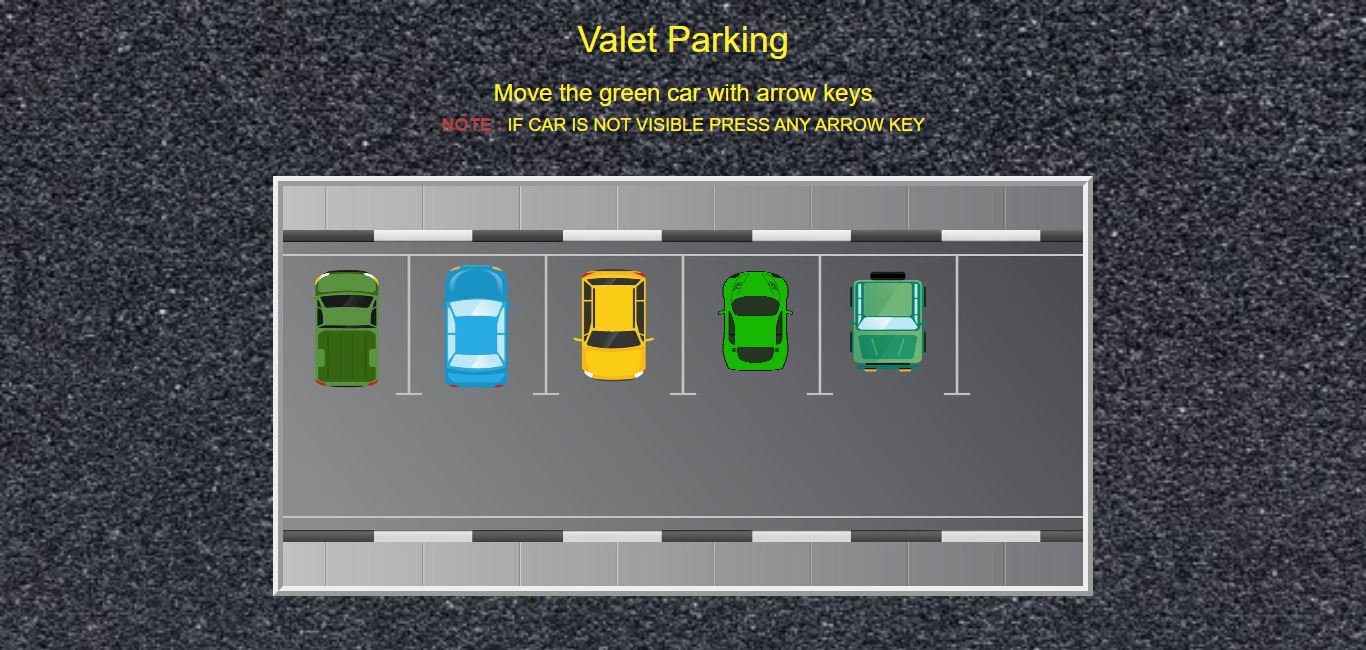 Valet Parking
Move the green car with arrow keys
NOTE : IF CAR IS NOT VISIBLE PRESS ANY ARROW KEY